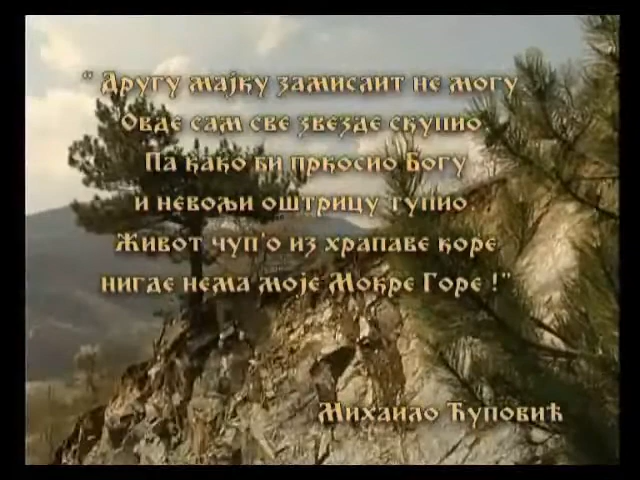 “ Другу мајку замислит не могу
Овде сам све звезде скупио
Па како би пркосио Богу
и невољи оштрицу тупио.
Живот чуп'о из храпаве коре
нигде нема моје Мокре Горе !”
Михаило Ћуповић